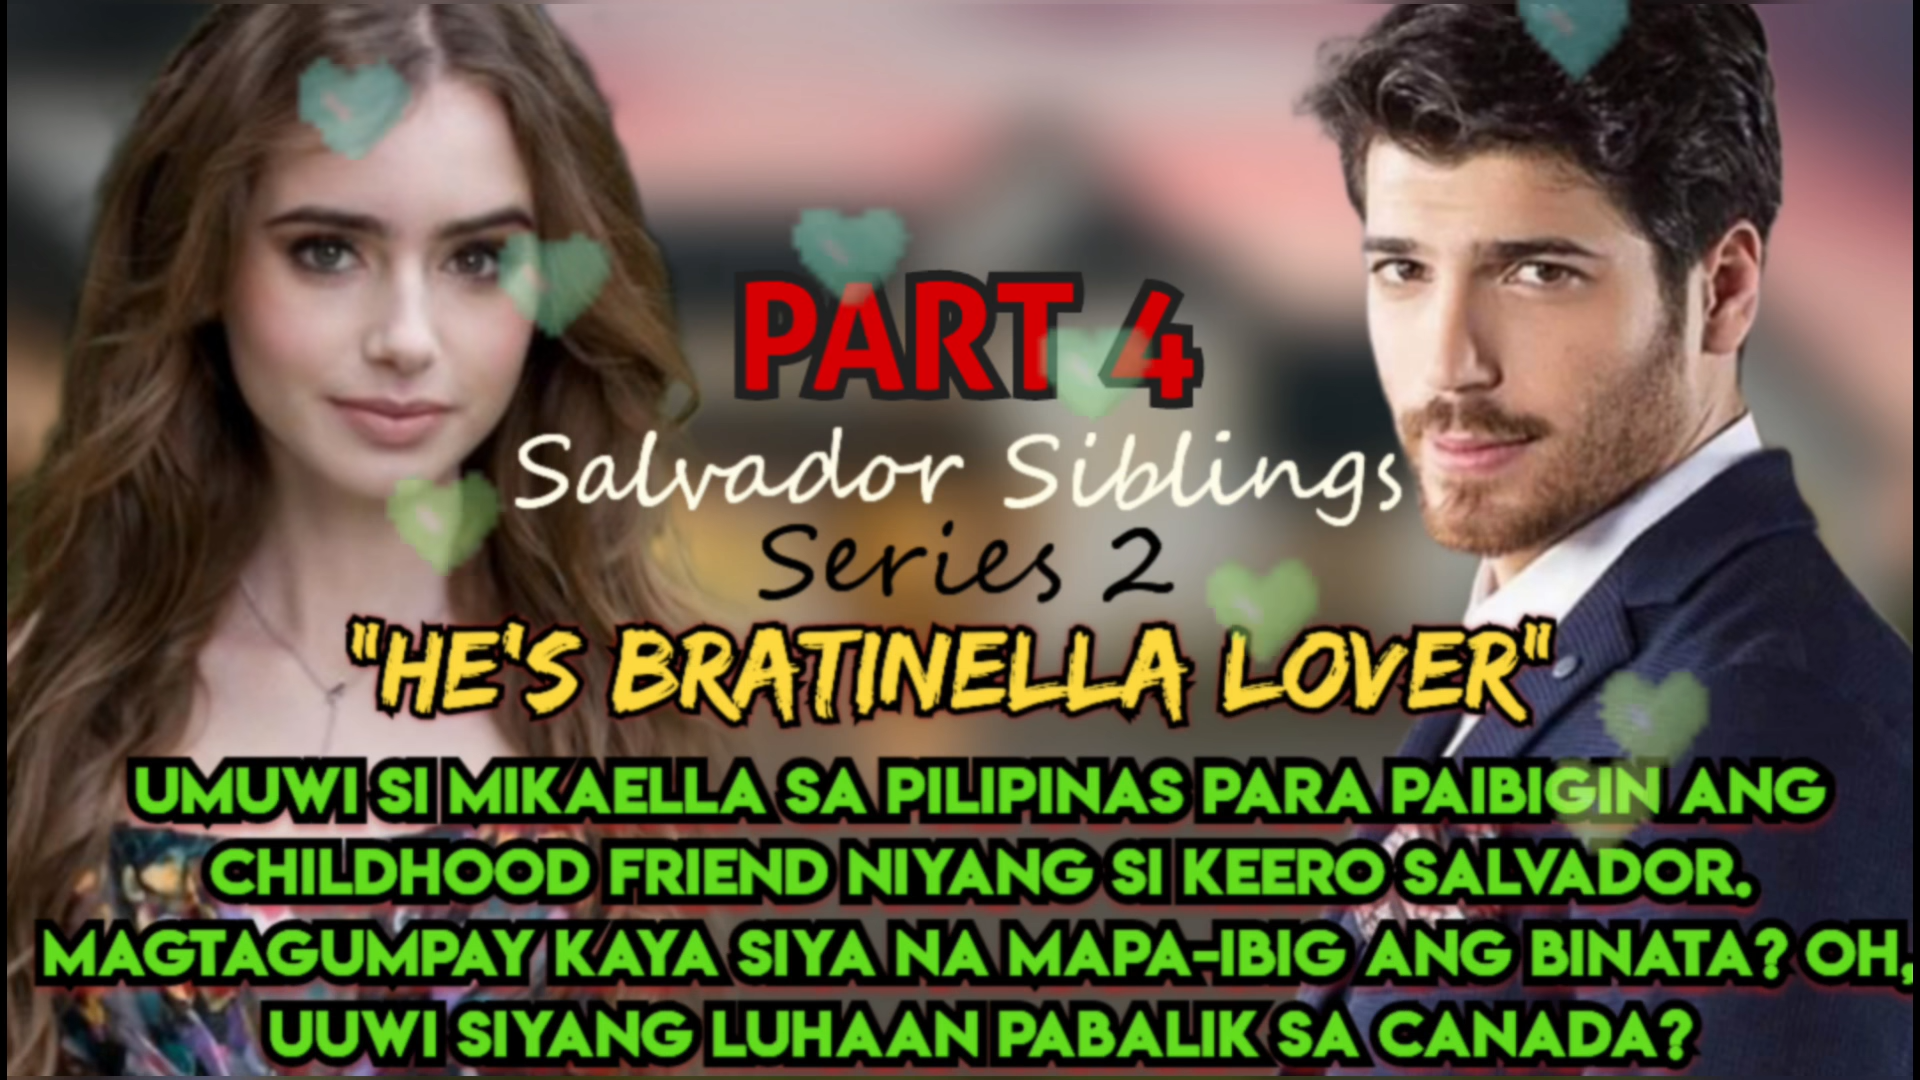 PART 4
Salvador Siblings
Series 2
"HE'S BRATINELLA LOVER"
UMUWI SI MIKAELLA SA PILIPINAS PARA PAIBIGIN ANG
CHILDHOOD FRIEND NIYANG SI KEERO SALVADOR.
MAGTAGUMPAY KAYA SIYA NA MAPA-IBIG ANG BINATA? OH,
UUWI SIYANG LUHAAN PABALIK SA CANADA?